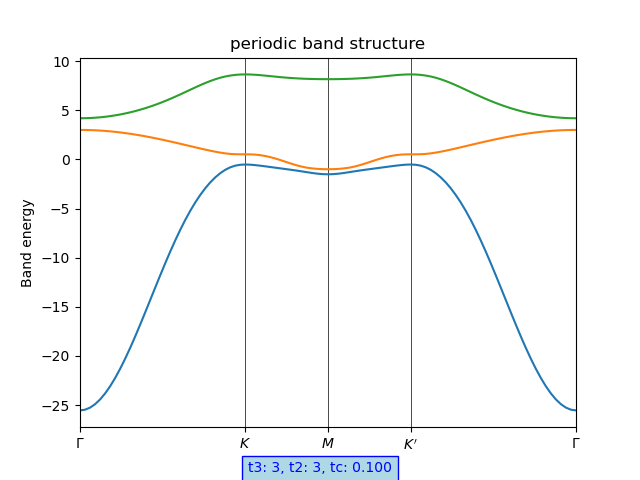 periodic band structure
Band energy
10
5
0
−5
−10
−15
−20
−25
Γ K M K′ Γ
t3: 3, t2: 3, tc: 0.100